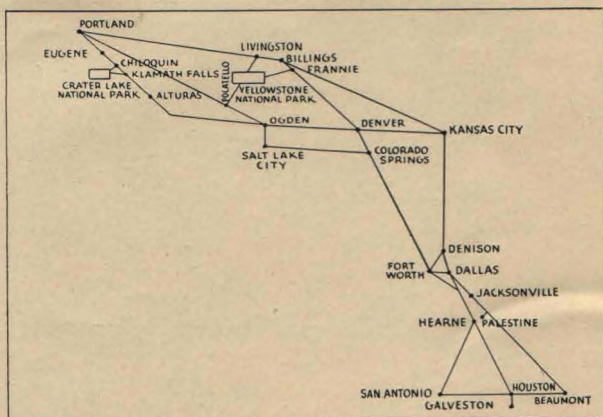 PORTLAND
EUGENE
CHILOQUIN
CRATER LAKE
NATIONAL PARK
KLAMATH FALLS
ALTURAS
POCATELLO
LIVINGSTON
BILLINGS
FRANNIE
YELLOWSTONE
NATIONAL PARK
OGDEN
SALT LAKE
CITY
DENVER
COLORADO
SPRINGS
KANSAS CITY
DENISON
FORT
WORTH
DALLAS
JACKSONVILLE
HEARNE
PALESTINE
SAN ANTONIO
GALVESTON
HOUSTON
BEAUMONT